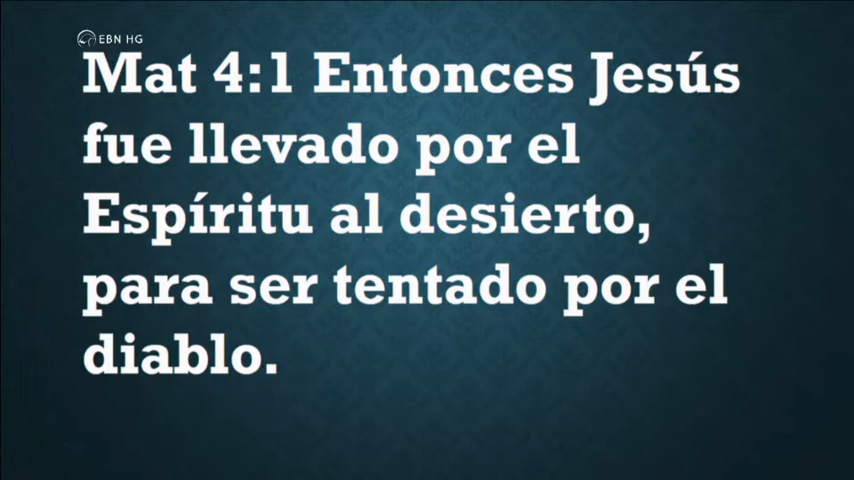 EBN HG
Mat 4:1 Entonces Jesús
fue llevado por el
Espíritu al desierto,
para ser tentado por el
diablo.